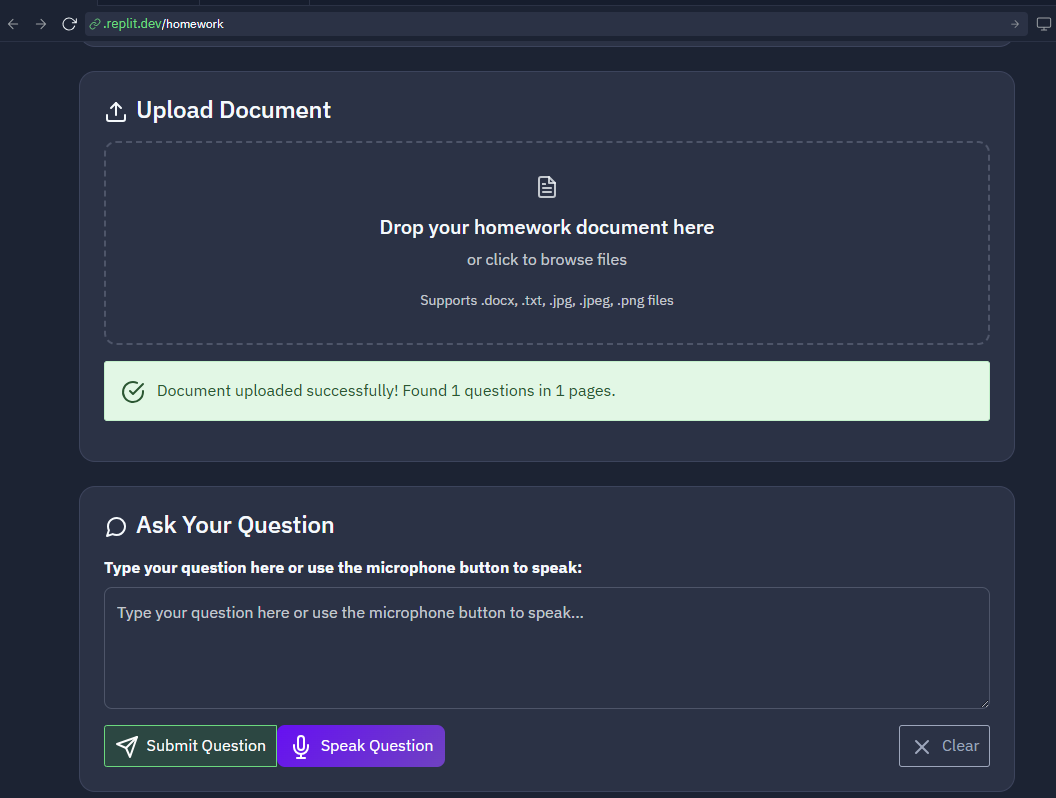 .replit.dev/homework
Upload Document
Drop your homework document here
or click to browse files
Supports .docx, .txt, .jpg, .jpeg, .png files
Document uploaded successfully! Found 1 questions in 1 pages.
Ask Your Question
Type your question here or use the microphone button to speak:
Type your question here or use the microphone button to speak...
Submit Question
Speak Question
Clear